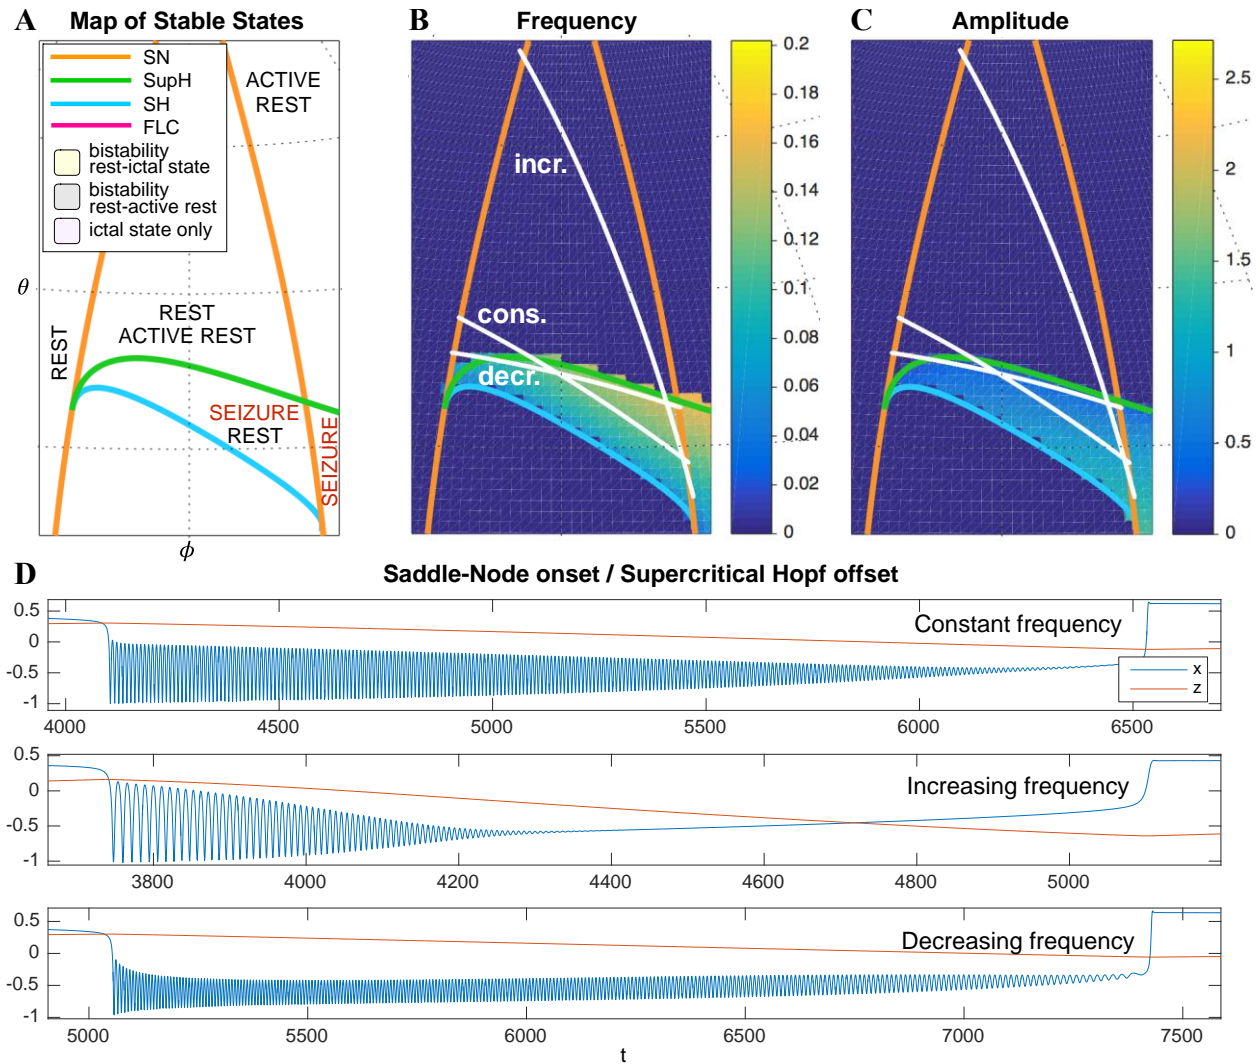 A
Map of Stable States
SN
SupH
SH
FLC
bistability
rest-ictal state
bistability
rest-active rest
ictal state only
ACTIVE
REST
θ
REST
ACTIVE REST
REST
SEIZURE
REST
SEIZURE
ϕ
B
Frequency
incr.
cons.
decr.
0.2
0.18
0.16
0.14
0.12
0.1
0.08
0.06
0.04
0.02
0
C
Amplitude
2.5
2
1.5
1
0.5
0
D
Saddle-Node onset / Supercritical Hopf offset
0.5
0
-0.5
-1
Constant frequency
x
z
4000 4500 5000 5500 6000 6500
0.5
0
-0.5
-1
Increasing frequency
3800 4000 4200 4400 4600 4800 5000
0.5
0
-0.5
-1
Decreasing frequency
5000 5500 6000 6500 7000 7500
t